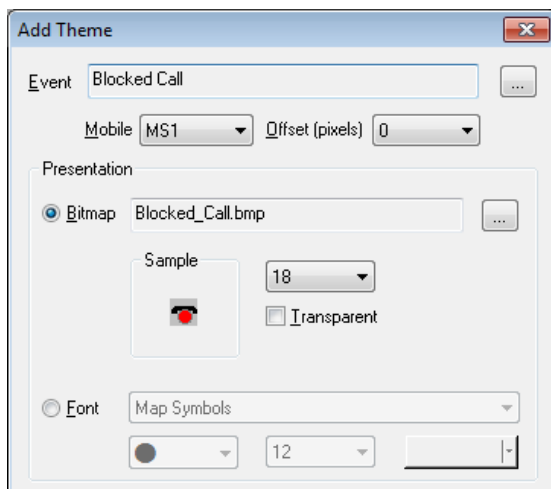 Add Theme
Event Blocked Call ...
Mobile MS1 Offset (pixels) 0
Presentation
Bitmap Blocked_Call.bmp ...
Sample
18
Transparent
Font Map Symbols
12